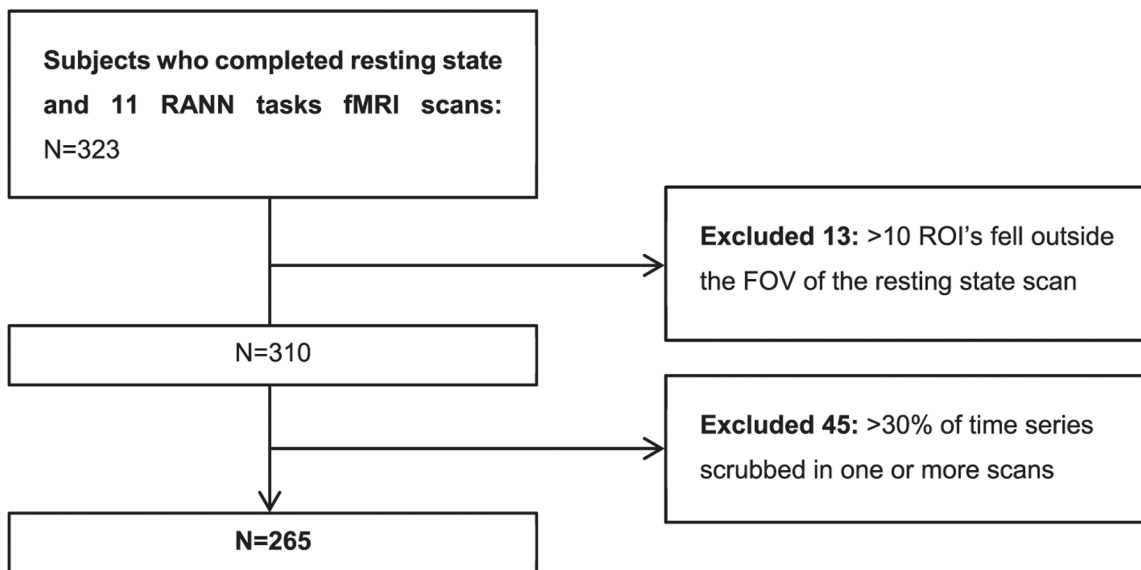 Subjects who completed resting state
and 11 RANN tasks fMRI scans:
N=323
Excluded 13: >10 ROI's fell outside
the FOV of the resting state scan
N=310
Excluded 45: >30% of time series
scrubbed in one or more scans
N=265